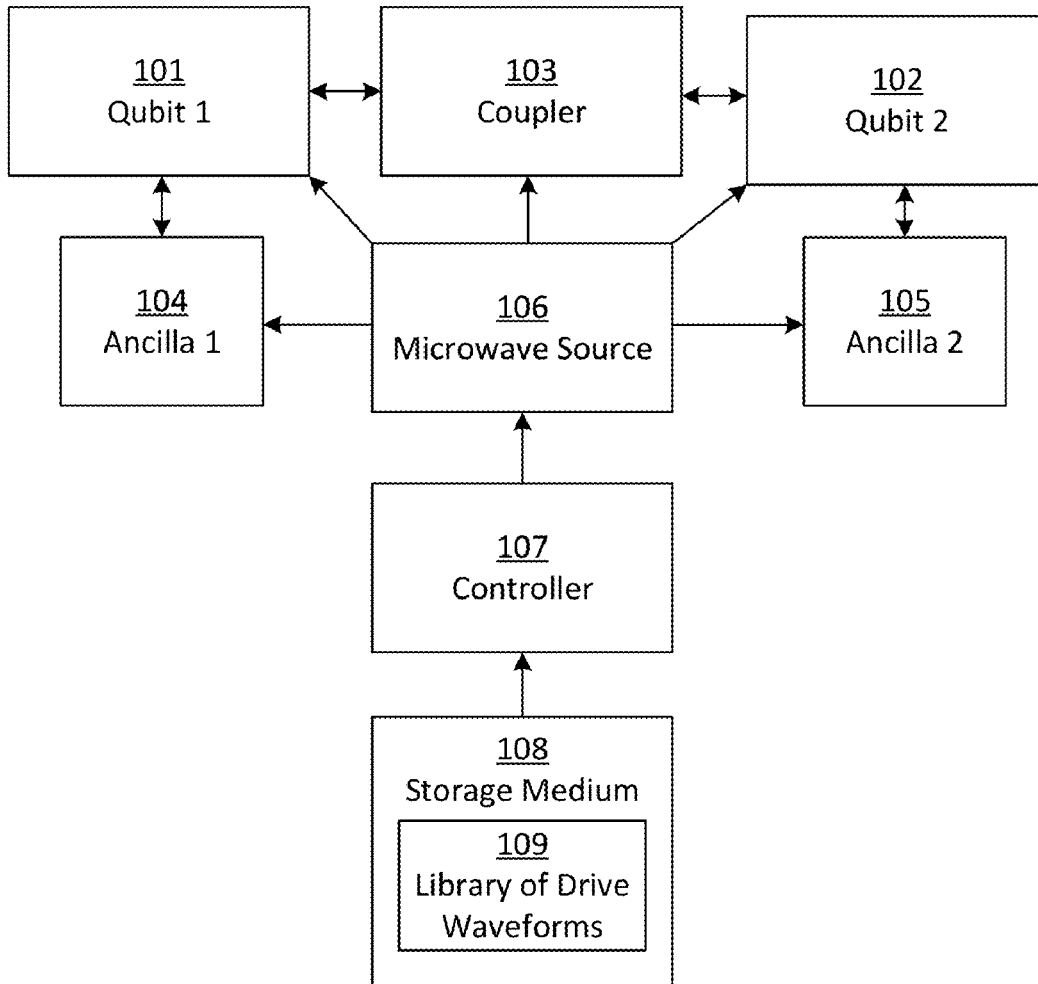 101
Qubit 1
103
Coupler
102
Qubit 2
104
Ancilla 1
106
Microwave Source
105
Ancilla 2
107
Controller
108
Storage Medium
109
Library of Drive
Waveforms